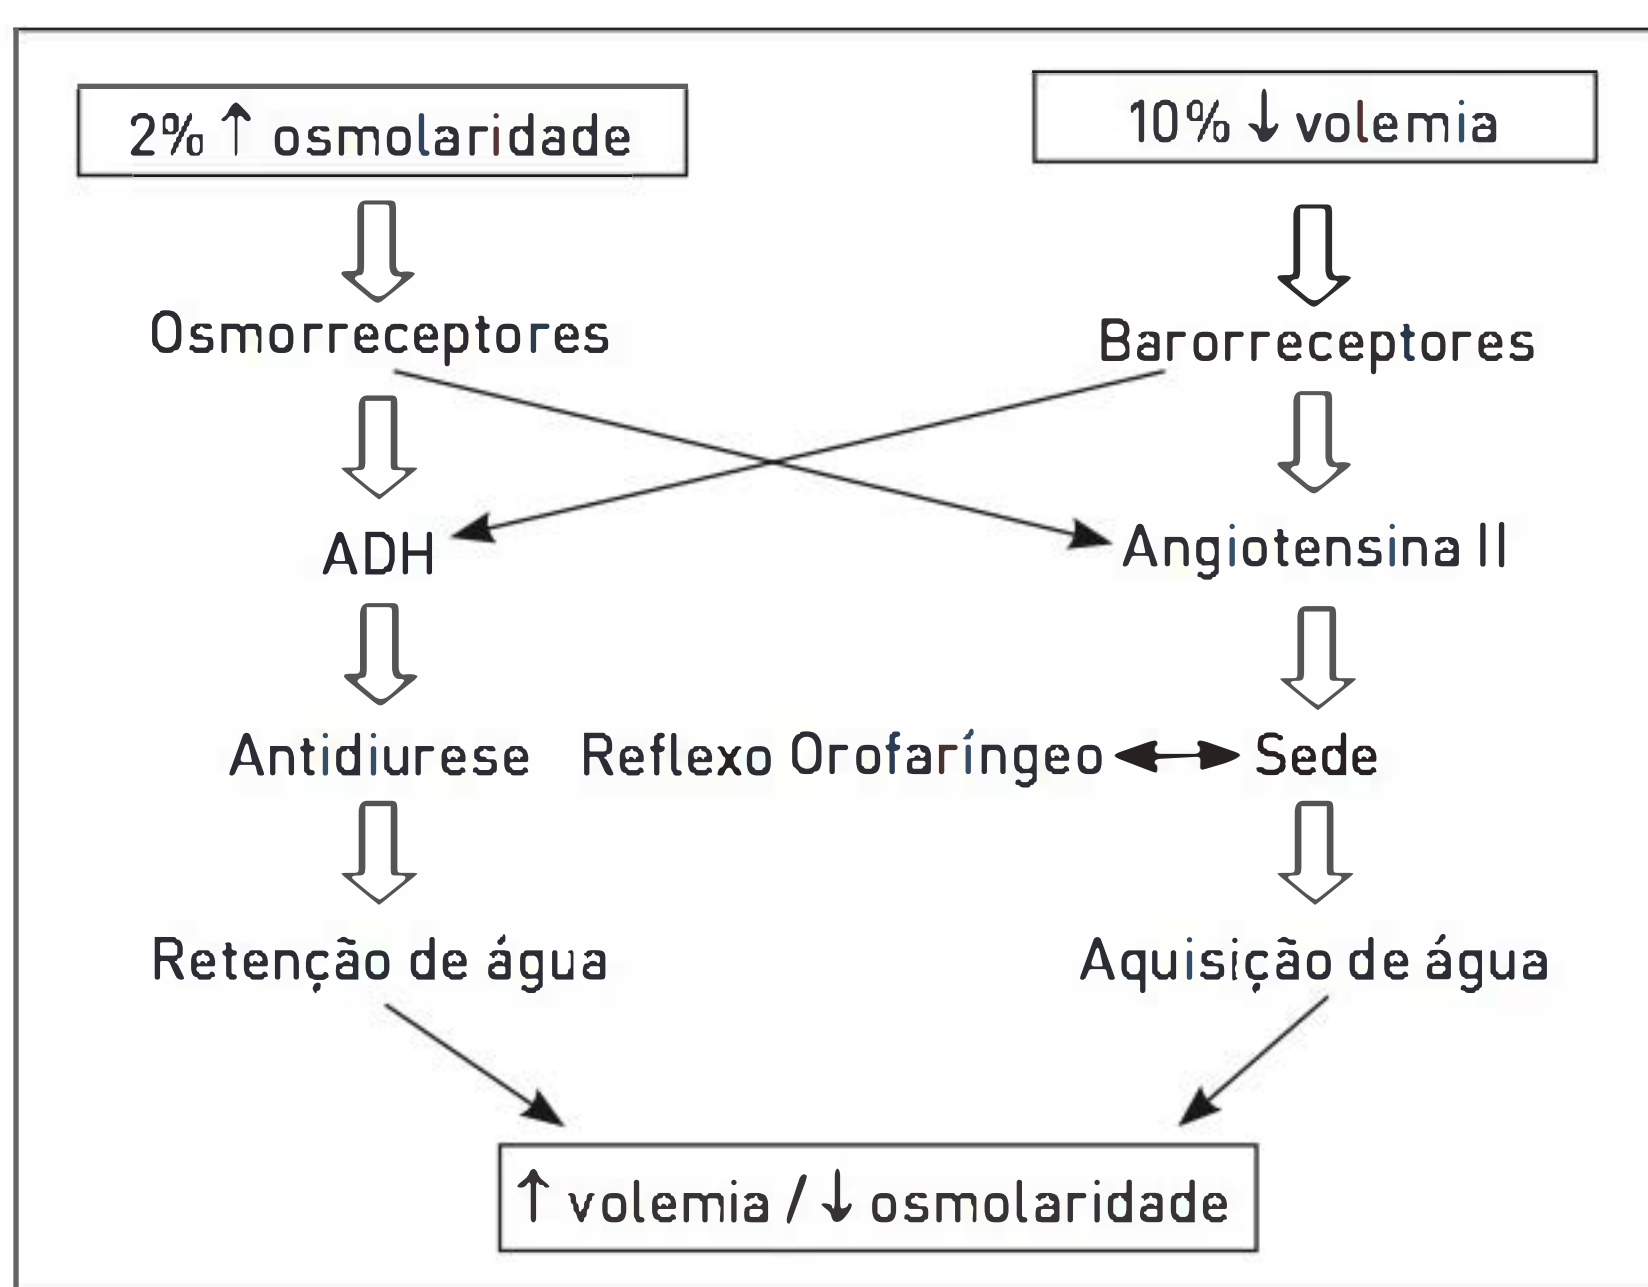 2% ↑ osmolaridade
10% ↓ volemia
Osmorreceptores
Barorreceptores
ADH
Angiotensina II
Antidiurese
Reflexo Orofaríngeo
Sede
Retenção de água
Aquisição de água
↑ volemia / ↓ osmolaridade